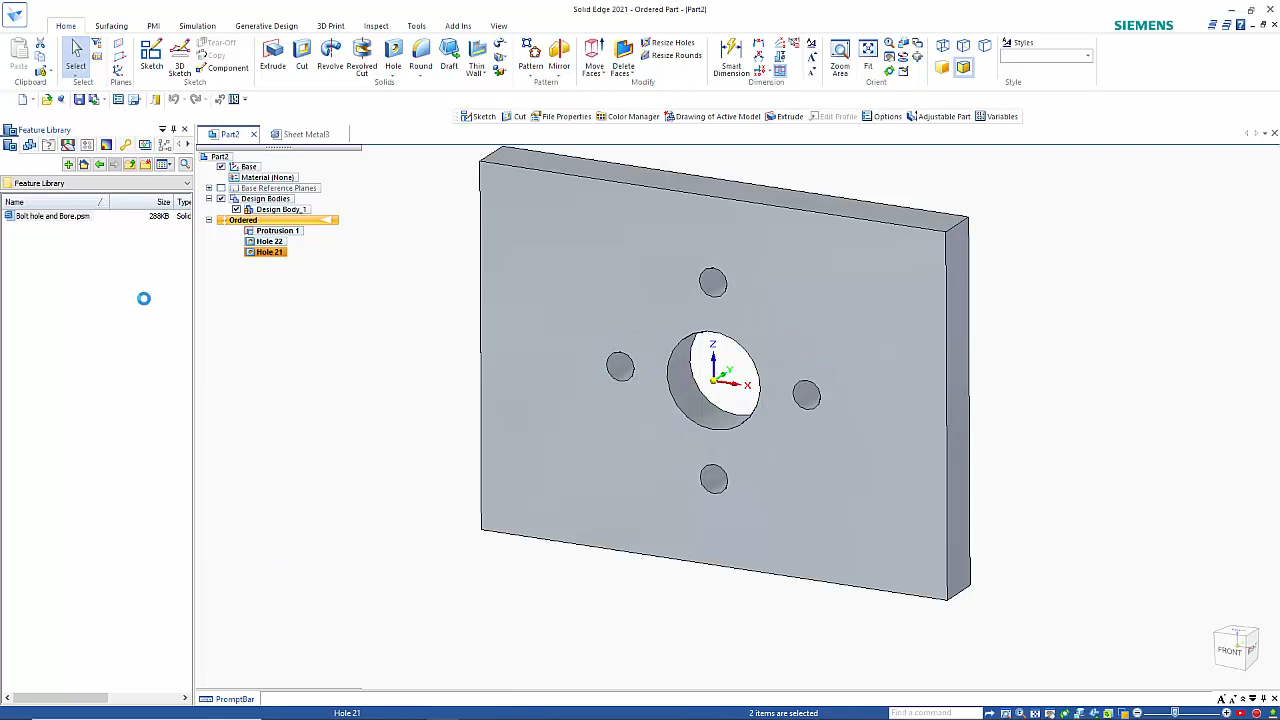 Solid Edge 2021 - Ordered Part - [Part2]
Home Surfacing PMI Simulation Generative Design 3D Print Inspect Tools Add Ins View
SIEMENS
Paste
Select
Sketch
3D Sketch
Tear-Off
Copy
Component
Extrude Cut Revolve Revolved Cut Hole Round Draft Thin Wall
Pattern Mirror
Move Faces Delete Faces
Resize Holes
Resize Rounds
Smart Dimension
Zoom Area
Fit
Styles
Clipboard Select Planes Sketch Solids Pattern Modify Dimension Orient Style
Sketch Cut File Properties Color Manager Drawing of Active Model Extrude Edit Profile Options Adjustable Part Variables
Feature Library
Part2 Sheet Metal3
Feature Library
Name Size Type
Bolt hole and Bore.psm 288KB Solid
Part2
Base
Material (None)
Base Reference Planes
Design Bodies
Design Body_1
Ordered
Protrusion 1
Hole 22
Hole 21
Z
Y
X
FRONT
PromptBar
Hole 21
2 items are selected
Find a command